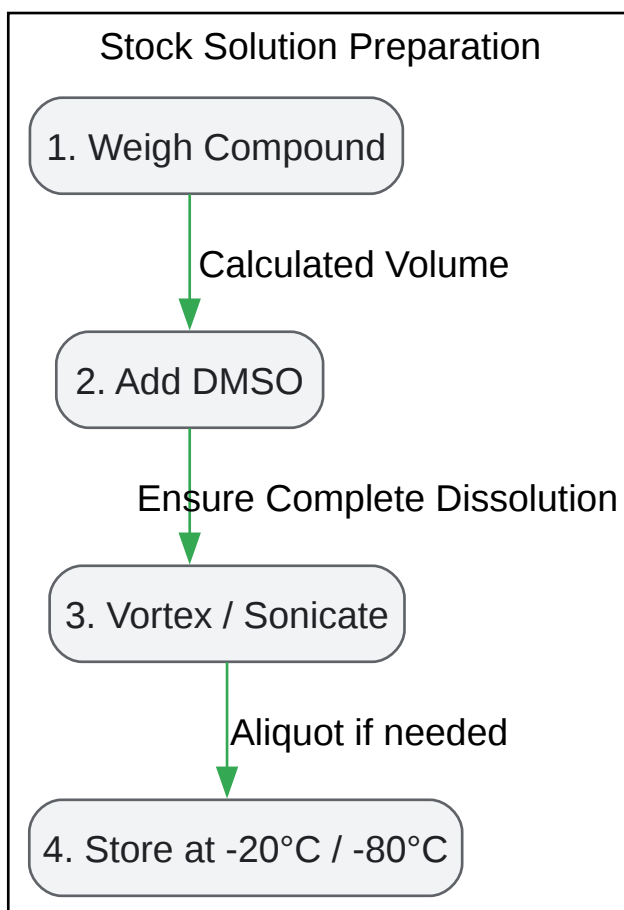 Stock Solution Preparation
1. Weigh Compound
Calculated Volume
2. Add DMSO
Ensure Complete Dissolution
3. Vortex / Sonicate
Aliquot if needed
4. Store at -20°C / -80°C